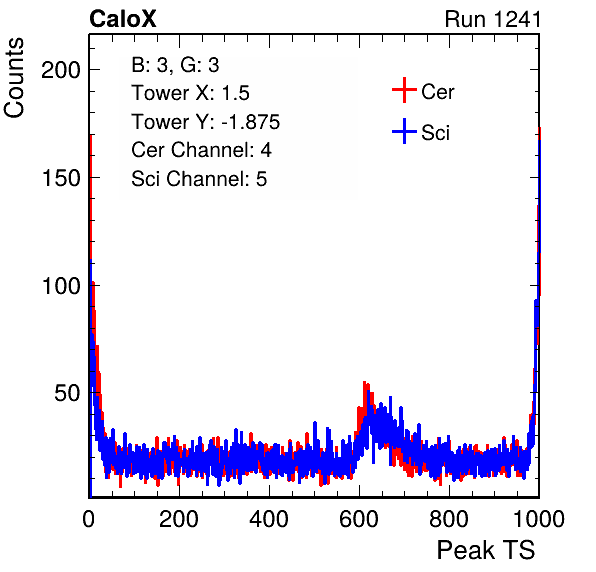 CaloX Run 1241
Counts
200
150
100
50
B: 3, G: 3
Tower X: 1.5
Tower Y: -1.875
Cer Channel: 4
Sci Channel: 5
Cer
Sci
0 200 400 600 800 1000
Peak TS